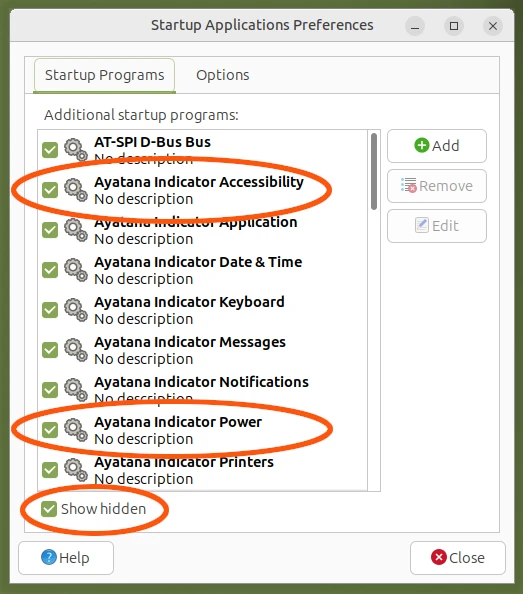 Startup Applications Preferences
Startup Programs
Options
Additional startup programs:
AT-SPI D-Bus Bus
No description
Ayatana Indicator Accessibility
No description
Ayatana Indicator Application
No description
Ayatana Indicator Date & Time
No description
Ayatana Indicator Keyboard
No description
Ayatana Indicator Messages
No description
Ayatana Indicator Notifications
No description
Ayatana Indicator Power
No description
Ayatana Indicator Printers
No description
Add
Remove
Edit
Show hidden
Help
Close